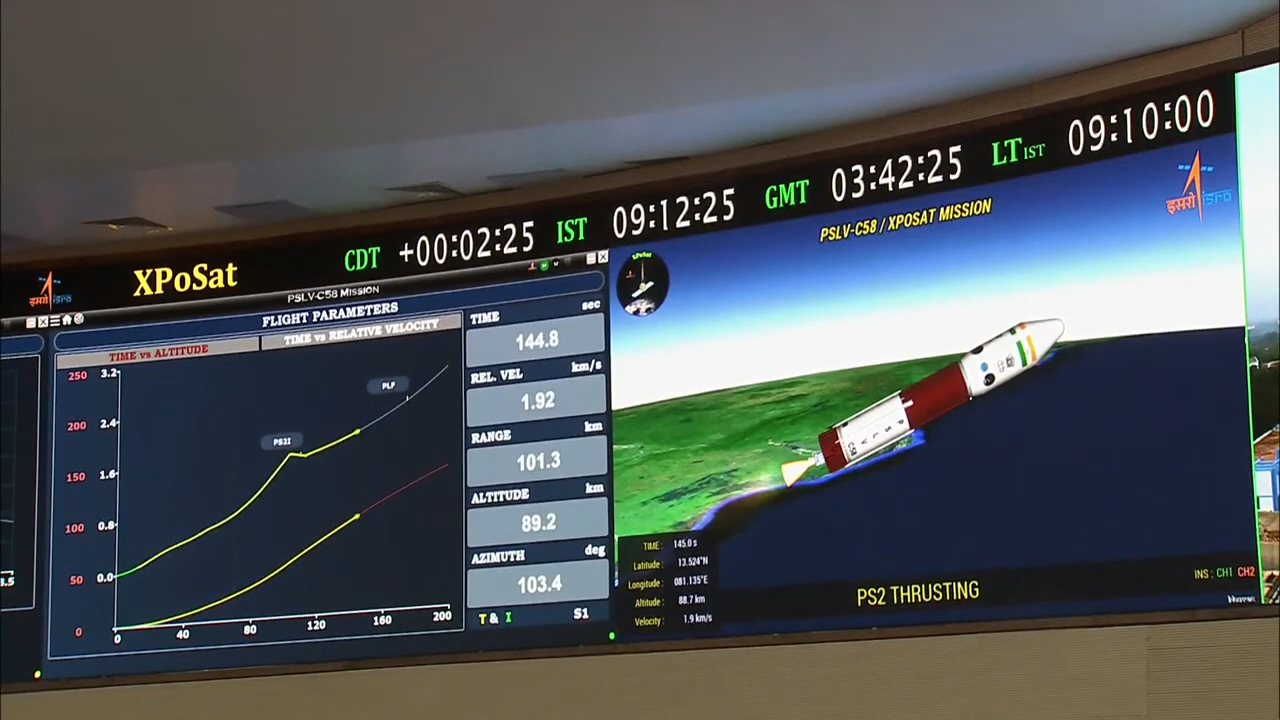 CDT +00:02:25 IST 09:12:25 GMT 03:42:25 LT IST 09:10:00
इसरो isro
XPoSat
PSLV-C58 MISSION
FLIGHT PARAMETERS
TIME vs ALTITUDE
TIME vs RELATIVE VELOCITY
250 3.2
200 2.4
150 1.6
100 0.8
50 0.0
0
PS2I
PLF
0 40 80 120 160 200
TIME sec
144.8
REL. VEL km/s
1.92
RANGE km
101.3
ALTITUDE km
89.2
AZIMUTH deg
103.4
T & I S1
XPoSat
PSLV-C58 / XPOSAT MISSION
इसरो isro
PSLV
C58
TIME : 145.0 s
Latitude : 13.524°N
Longitude : 081.135°E
Altitude : 88.7 km
Velocity : 1.9 km/s
PS2 THRUSTING
INS : CH1 CH2